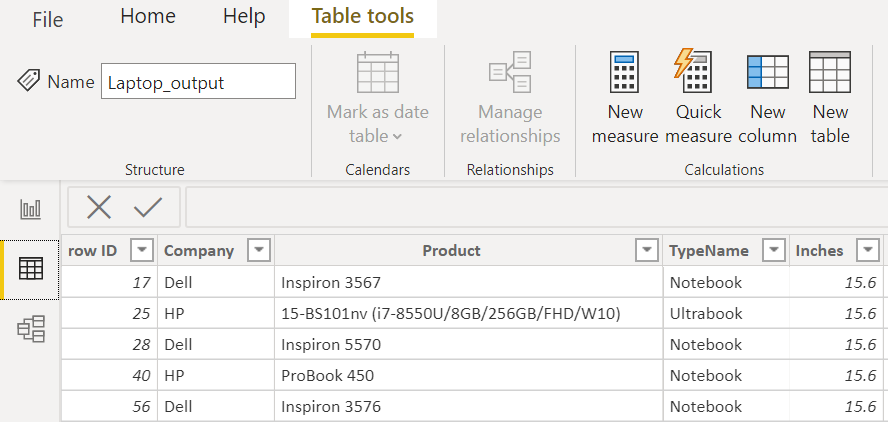 File Home Help Table tools
Name Laptop_output
Mark as date table
Manage relationships
New measure
Quick measure
New column
New table
Structure Calendars Relationships Calculations
row ID Company Product TypeName Inches
17 Dell Inspiron 3567 Notebook 15.6
25 HP 15-BS101nv (i7-8550U/8GB/256GB/FHD/W10) Ultrabook 15.6
28 Dell Inspiron 5570 Notebook 15.6
40 HP ProBook 450 Notebook 15.6
56 Dell Inspiron 3576 Notebook 15.6